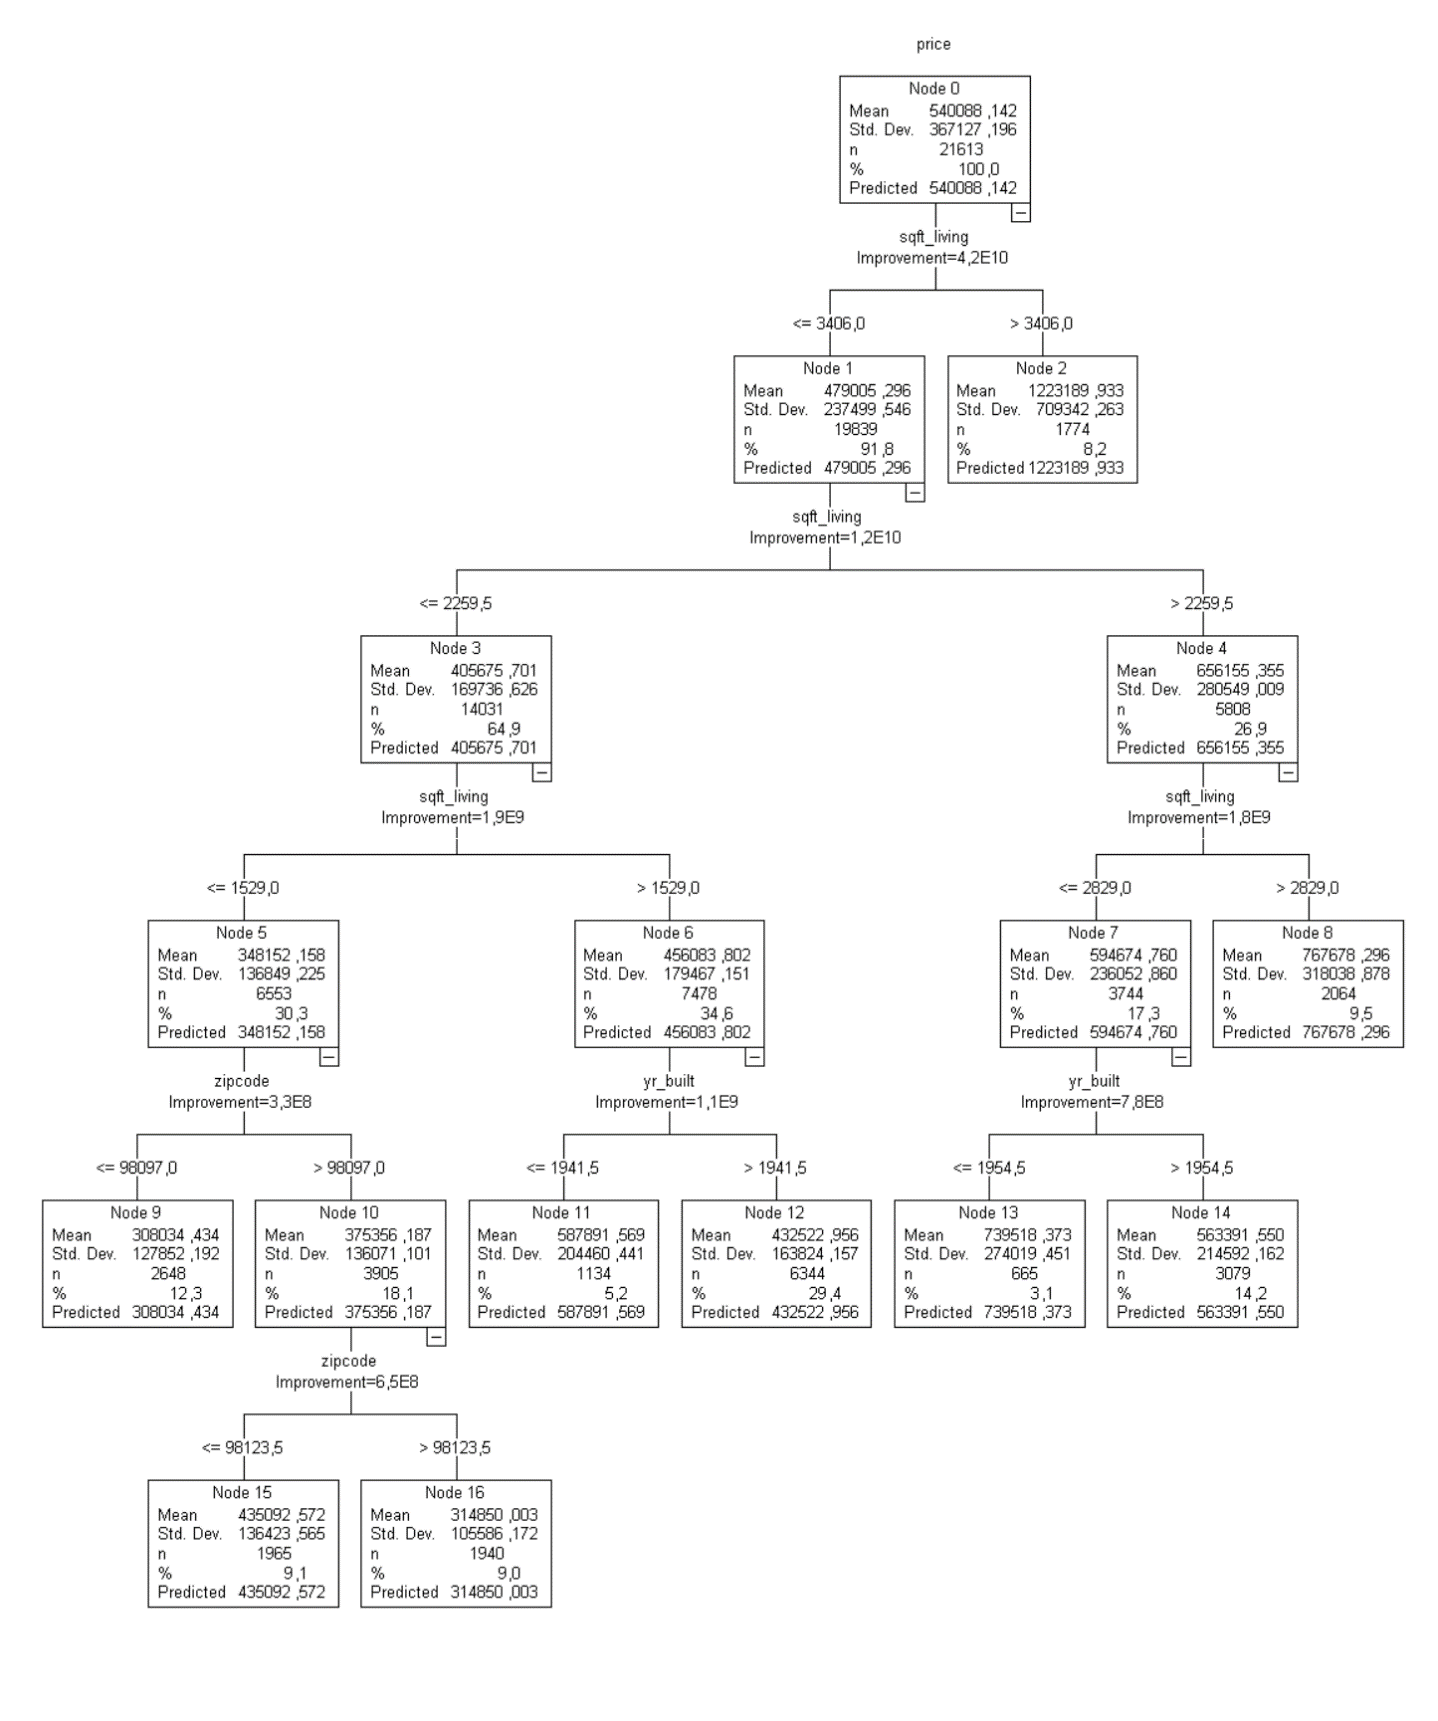 price
Node 0
Mean 540088 ,142
Std. Dev. 367127 ,196
n 21613
% 100,0
Predicted 540088 ,142
sqft_living
Improvement=4,2E10
<= 3406,0
> 3406,0
Node 1
Mean 479005 ,296
Std. Dev. 237499 ,546
n 19839
% 91,8
Predicted 479005 ,296
Node 2
Mean 1223189 ,933
Std. Dev. 709342 ,263
n 1774
% 8,2
Predicted 1223189 ,933
sqft_living
Improvement=1,2E10
<= 2259,5
> 2259,5
Node 3
Mean 405675 ,701
Std. Dev. 169736 ,626
n 14031
% 64,9
Predicted 405675 ,701
Node 4
Mean 656155 ,355
Std. Dev. 280549 ,009
n 5808
% 26,9
Predicted 656155 ,355
sqft_living
Improvement=1,9E9
sqft_living
Improvement=1,8E9
<= 1529,0
> 1529,0
<= 2829,0
> 2829,0
Node 5
Mean 348152 ,158
Std. Dev. 136849 ,225
n 6553
% 30,3
Predicted 348152 ,158
Node 6
Mean 456083 ,802
Std. Dev. 179467 ,151
n 7478
% 34,6
Predicted 456083 ,802
Node 7
Mean 594674 ,760
Std. Dev. 236052 ,860
n 3744
% 17,3
Predicted 594674 ,760
Node 8
Mean 767678 ,296
Std. Dev. 318038 ,878
n 2064
% 9,5
Predicted 767678 ,296
zipcode
Improvement=3,3E8
yr_built
Improvement=1,1E9
yr_built
Improvement=7,8E8
<= 98097,0
> 98097,0
<= 1941,5
> 1941,5
<= 1954,5
> 1954,5
Node 9
Mean 308034 ,434
Std. Dev. 127852 ,192
n 2648
% 12,3
Predicted 308034 ,434
Node 10
Mean 375356 ,187
Std. Dev. 136071 ,101
n 3905
% 18,1
Predicted 375356 ,187
Node 11
Mean 587891 ,569
Std. Dev. 204460 ,441
n 1134
% 5,2
Predicted 587891 ,569
Node 12
Mean 432522 ,956
Std. Dev. 163824 ,157
n 6344
% 29,4
Predicted 432522 ,956
Node 13
Mean 739518 ,373
Std. Dev. 274019 ,451
n 665
% 3,1
Predicted 739518 ,373
Node 14
Mean 563391 ,550
Std. Dev. 214592 ,162
n 3079
% 14,2
Predicted 563391 ,550
zipcode
Improvement=6,5E8
<= 98123,5
> 98123,5
Node 15
Mean 435092 ,572
Std. Dev. 136423 ,565
n 1965
% 9,1
Predicted 435092 ,572
Node 16
Mean 314850 ,003
Std. Dev. 105586 ,172
n 1940
% 9,0
Predicted 314850 ,003